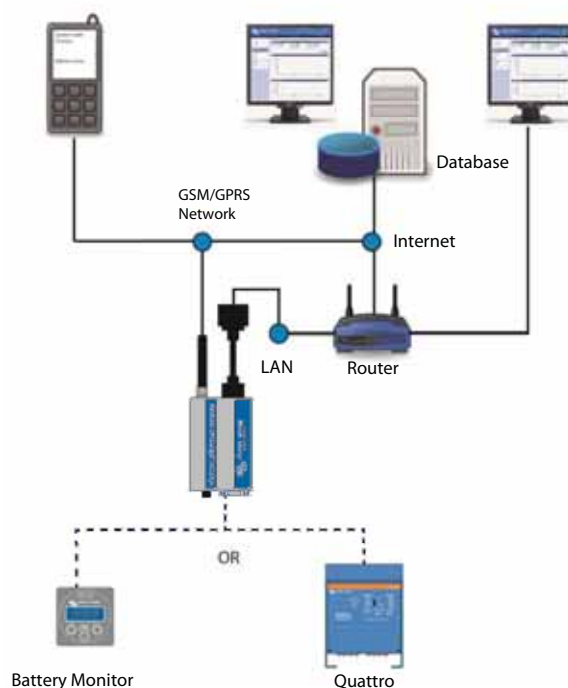 Database
GSM/GPRS
Network
Internet
LAN
Router
OR
Battery Monitor
Quattro